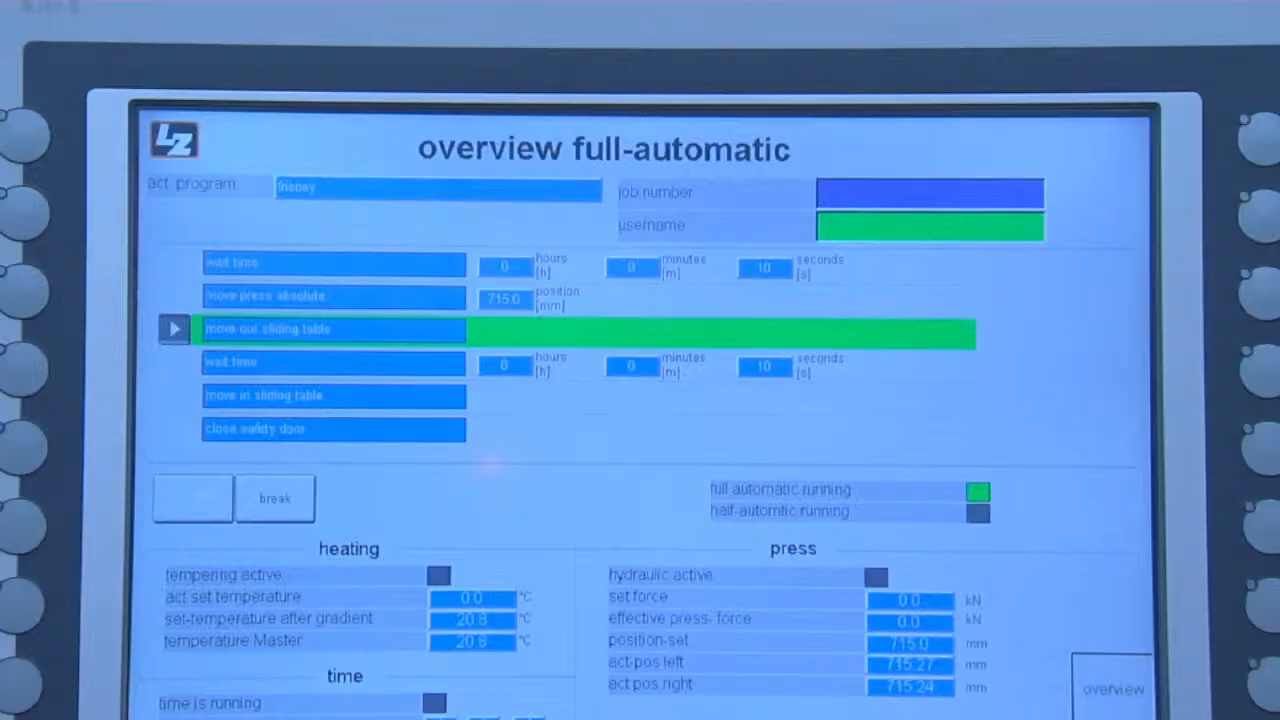 LZ
overview full-automatic
act program:
job number
username
wait time 0 hours [h] 0 minutes [m] 10 seconds [s]
move press absolute 715.0 position [mm]
move out sliding table
wait time 0 hours [h] 0 minutes [m] 10 seconds [s]
move in sliding table
close safety door
break
full automatic running
half-automtic running
heating
tempering active
act set temperature 0.0 °C
set-temperature after gradient 20.8 °C
temperature Master 20.8 °C
time
time is running
press
hydraulic active
set force 0.0 kN
effective press- force 0.0 kN
position-set 715.0 mm
act-pos left 715.27 mm
act pos right 715.24 mm
overview